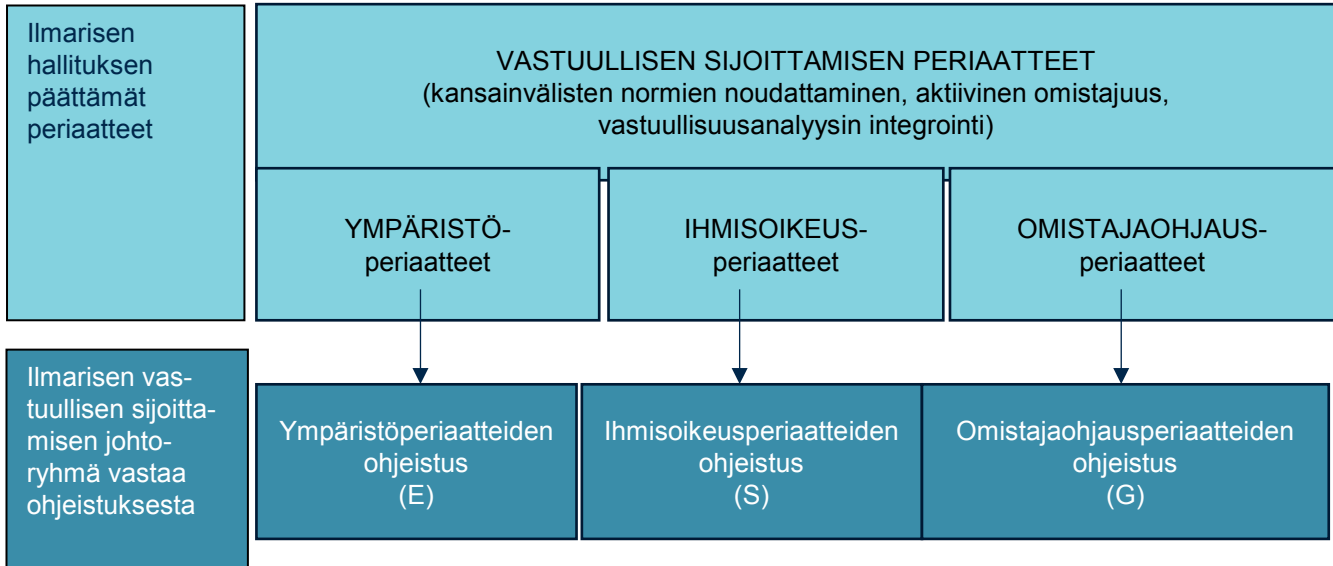 Ilmarisen
hallituksen
päättämät
periaatteet
VASTUULLISEN SIJOITTAMISEN PERIAATTEET
(kansainvälisten normien noudattaminen, aktiivinen omistajuus,
vastuullisuusanalyysin integrointi)
YMPÄRISTÖ-
periaatteet
IHMISOIKEUS-
periaatteet
OMISTAJAOHJAUS-
periaatteet
Ilmarisen vas-
tuullisen sijoitta-
misen johto-
ryhmä vastaa
ohjeistuksesta
Ympäristöperiaatteiden
ohjeistus
(E)
Ihmisoikeusperiaatteiden
ohjeistus
(S)
Omistajaohjausperiaatteiden
ohjeistus
(G)